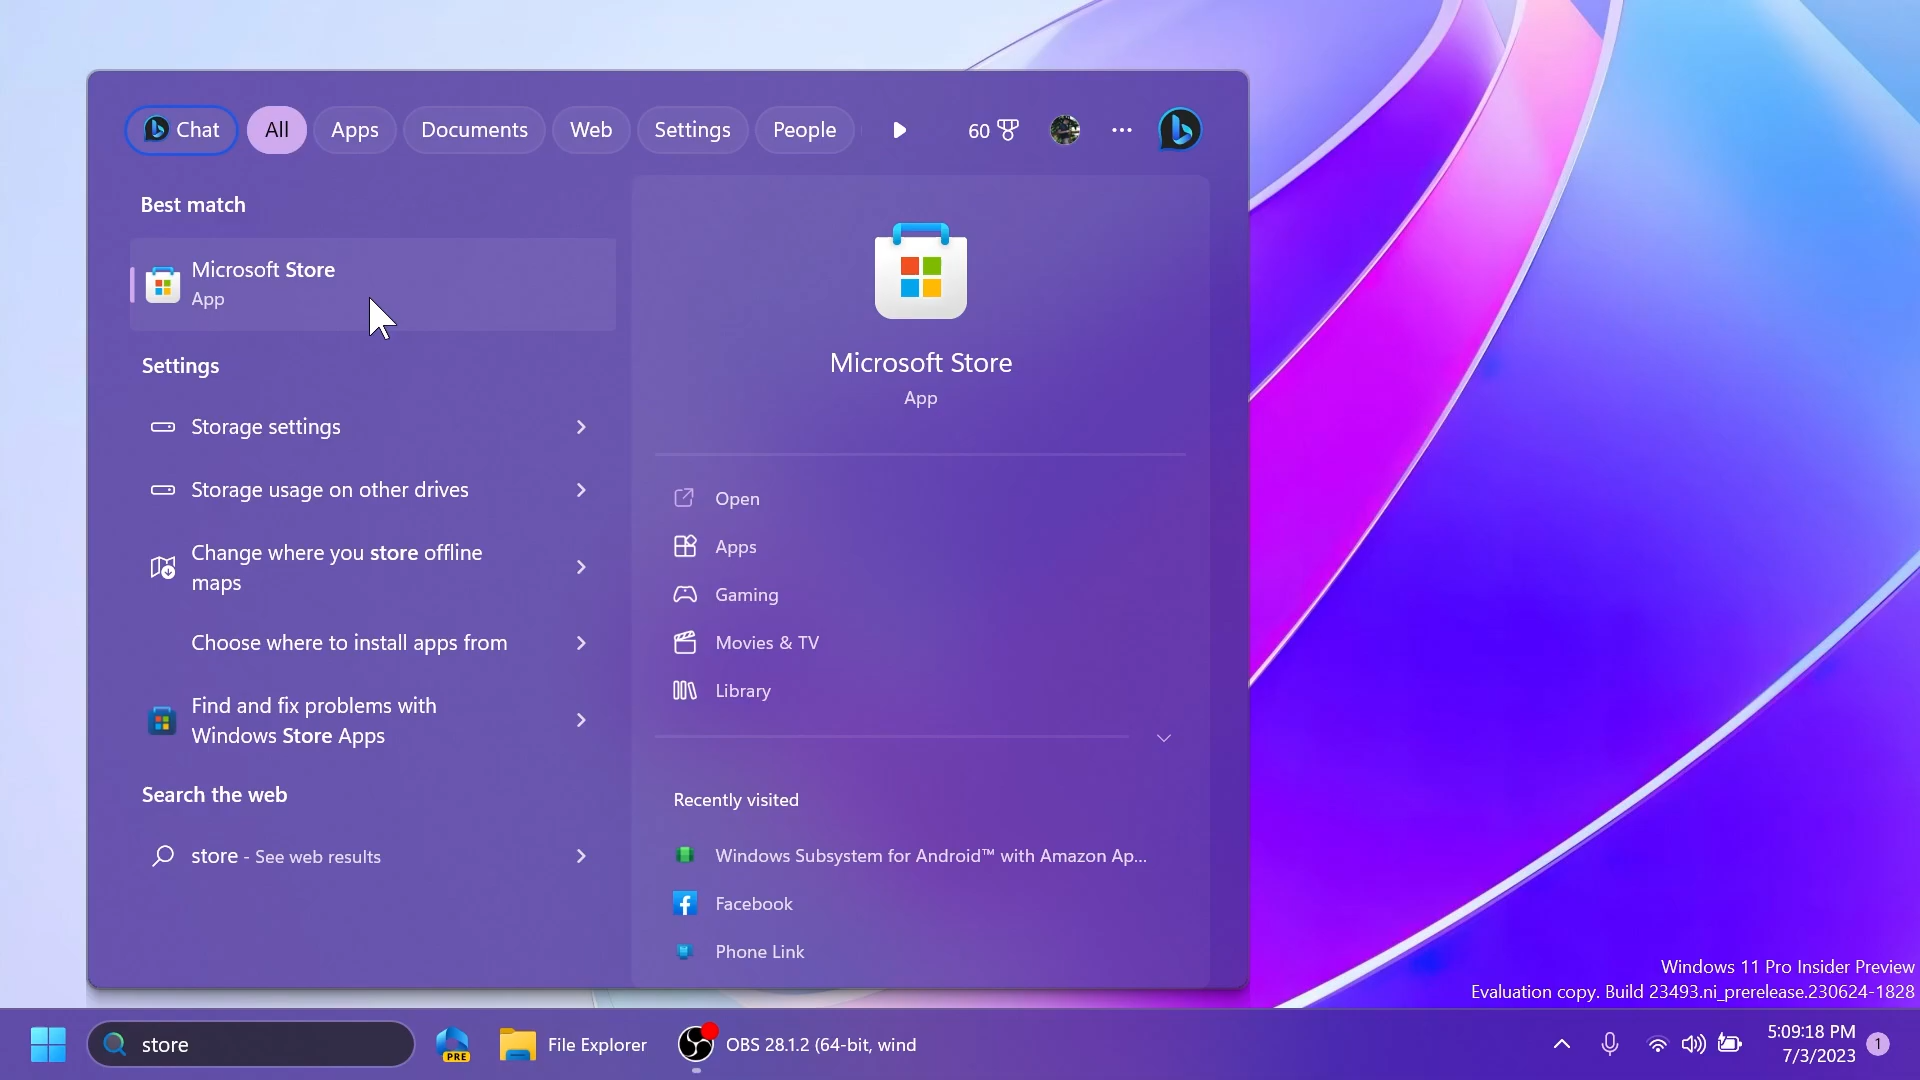 Chat All Apps Documents Web Settings People 60
Best match
Microsoft Store
App
Settings
Storage settings
Storage usage on other drives
Change where you store offline
maps
Choose where to install apps from
Find and fix problems with
Windows Store Apps
Search the web
store - See web results
Microsoft Store
App
Open
Apps
Gaming
Movies & TV
Library
Recently visited
Windows Subsystem for Android™ with Amazon Ap...
Facebook
Phone Link
Windows 11 Pro Insider Preview
Evaluation copy. Build 23493.ni_prerelease.230624-1828
store PRE File Explorer OBS 28.1.2 (64-bit, wind
5:09:18 PM
7/3/2023
1